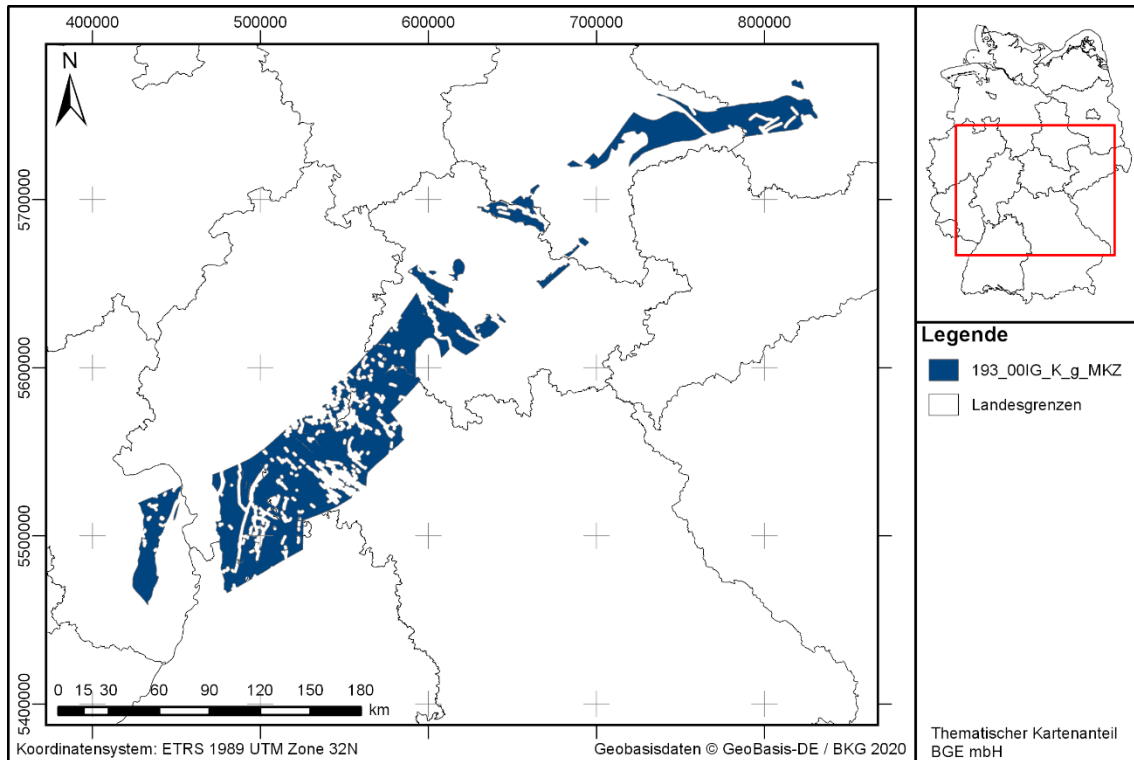 400000 500000 600000 700000 800000
N
5700000
5600000
5500000
5400000
0 15 30 60 90 120 150 180
km
Koordinatensystem: ETRS 1989 UTM Zone 32N
Geobasisdaten © GeoBasis-DE / BKG 2020
Legende
193_00IG_K_g_MKZ
Landesgrenzen
Thematischer Kartenanteil
BGE mbH